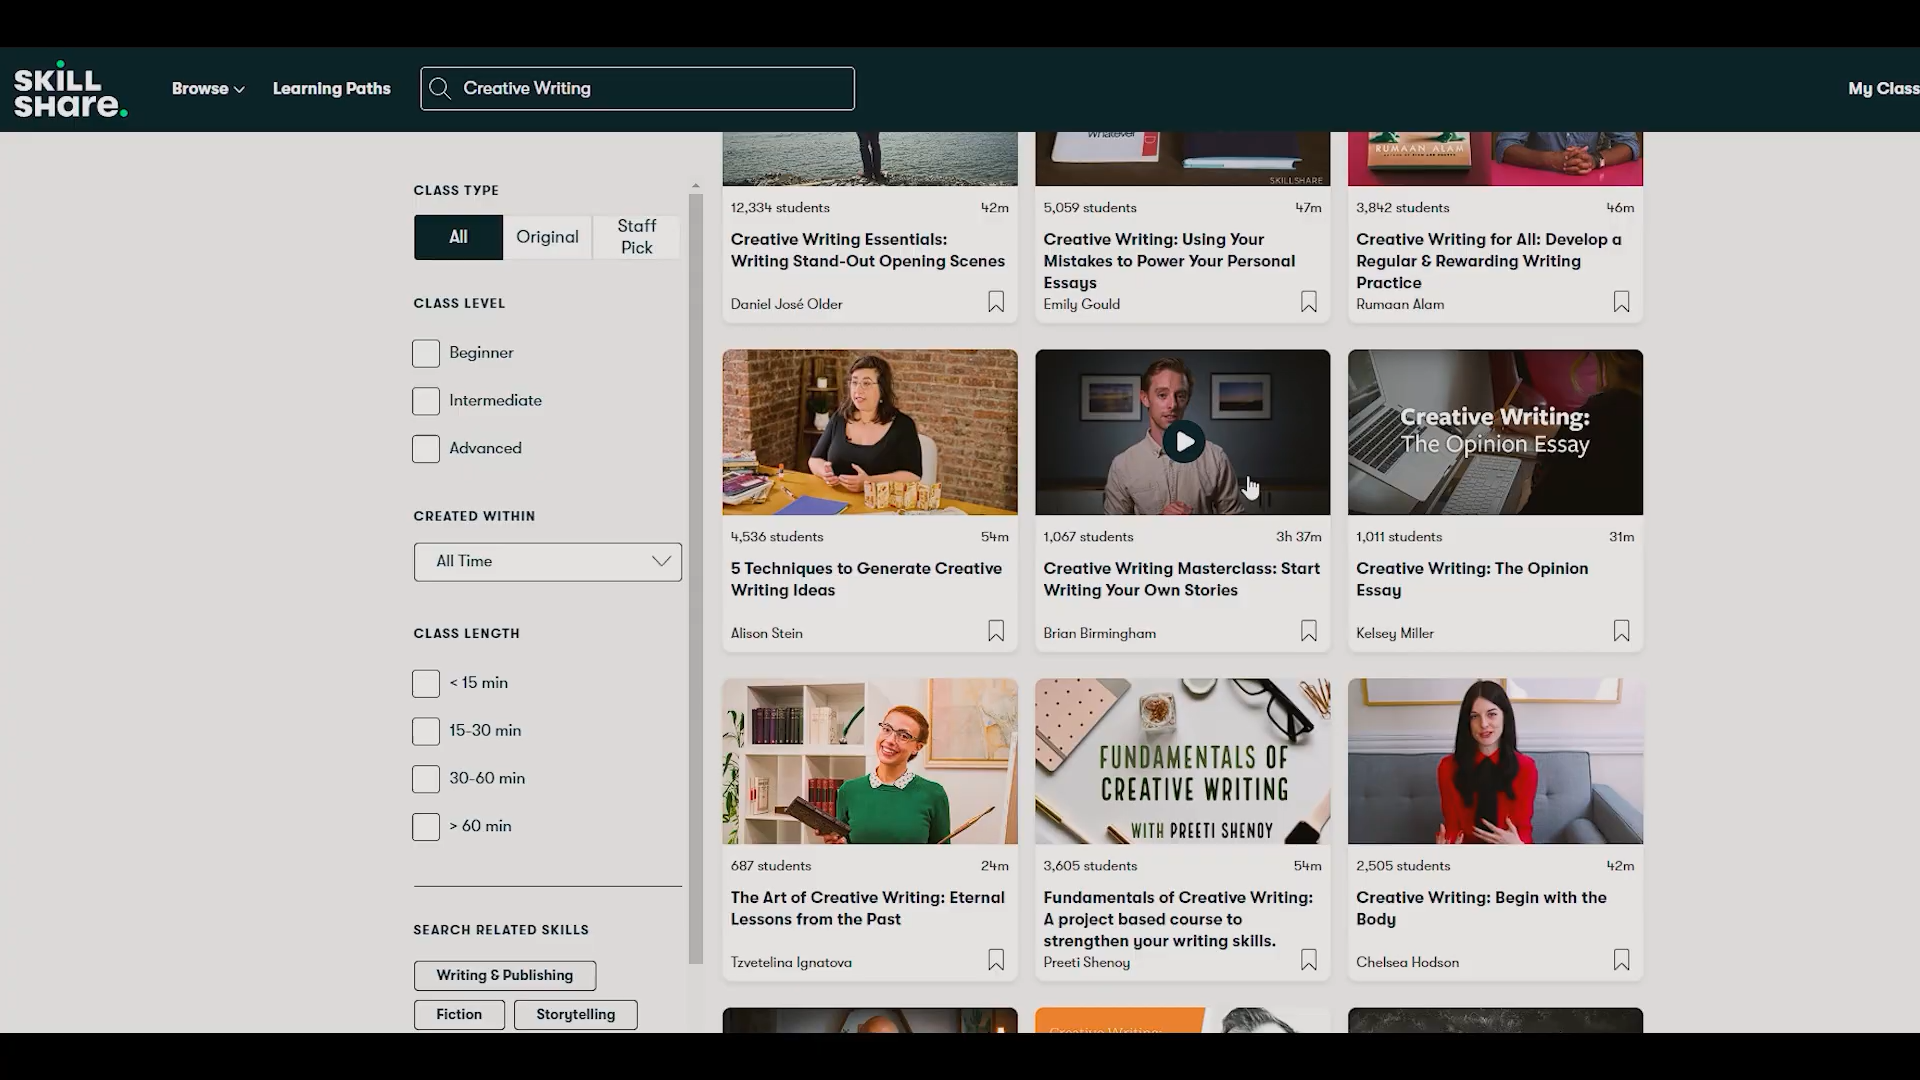 SKILL
SHare.
Browse
Learning Paths
Creative Writing
My Class
CLASS TYPE
All
Original
Staff
Pick
CLASS LEVEL
Beginner
Intermediate
Advanced
CREATED WITHIN
All Time
CLASS LENGTH
< 15 min
15-30 min
30-60 min
> 60 min
SEARCH RELATED SKILLS
Writing & Publishing
Fiction
Storytelling
12,334 students
42m
Creative Writing Essentials:
Writing Stand-Out Opening Scenes
Daniel José Older
Whatever
SKILLSHARE
5,059 students
47m
Creative Writing: Using Your
Mistakes to Power Your Personal
Essays
Emily Gould
RUMAAN ALAM
3,842 students
46m
Creative Writing for All: Develop a
Regular & Rewarding Writing
Practice
Rumaan Alam
4,536 students
54m
5 Techniques to Generate Creative
Writing Ideas
Alison Stein
1,067 students
3h 37m
Creative Writing Masterclass: Start
Writing Your Own Stories
Brian Birmingham
Creative Writing:
The Opinion Essay
1,011 students
31m
Creative Writing: The Opinion
Essay
Kelsey Miller
687 students
24m
The Art of Creative Writing: Eternal
Lessons from the Past
Tzvetelina Ignatova
FUNDAMENTALS OF
CREATIVE WRITING
WITH PREETI SHENOY
3,605 students
54m
Fundamentals of Creative Writing:
A project based course to
strengthen your writing skills.
Preeti Shenoy
2,505 students
42m
Creative Writing: Begin with the
Body
Chelsea Hodson
Creative Writing: